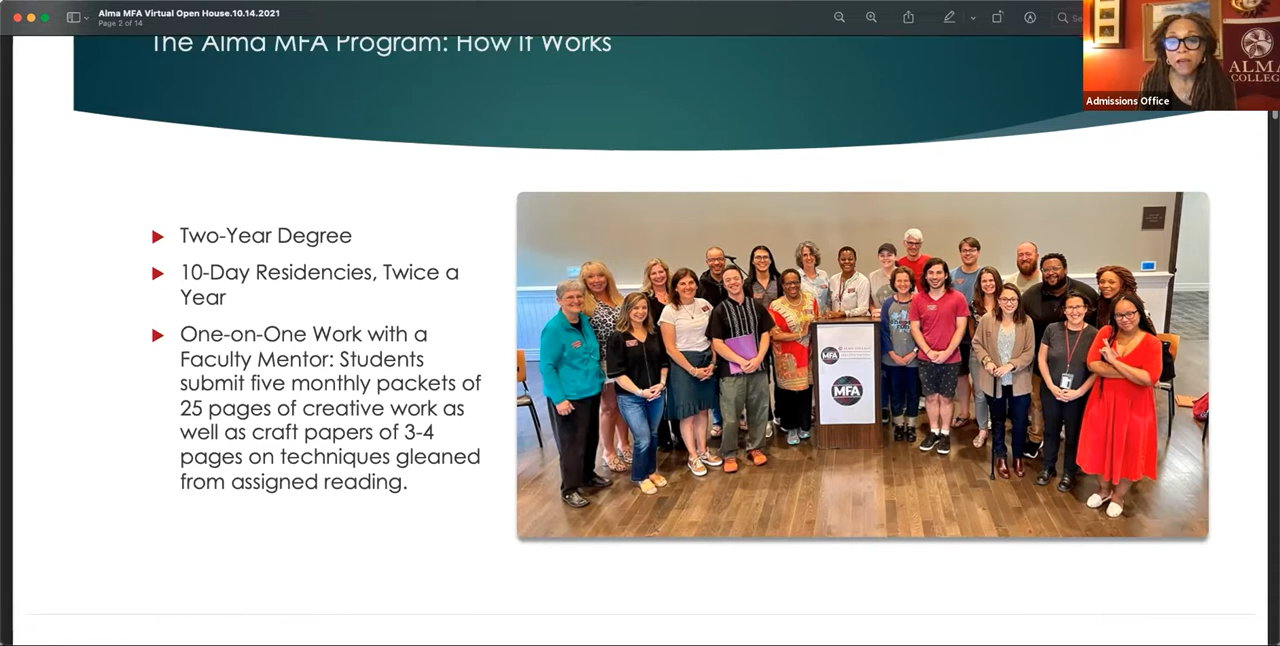 Alma MFA Virtual Open House.10.14.2021
Page 2 of 14
The Alma MFA Program: How It Works
ALMA
COLLEG
Admissions Office
Two-Year Degree
10-Day Residencies, Twice a
Year
One-on-One Work with a
Faculty Mentor: Students
submit five monthly packets of
25 pages of creative work as
well as craft papers of 3-4
pages on techniques gleaned
from assigned reading.
MFA
MFA